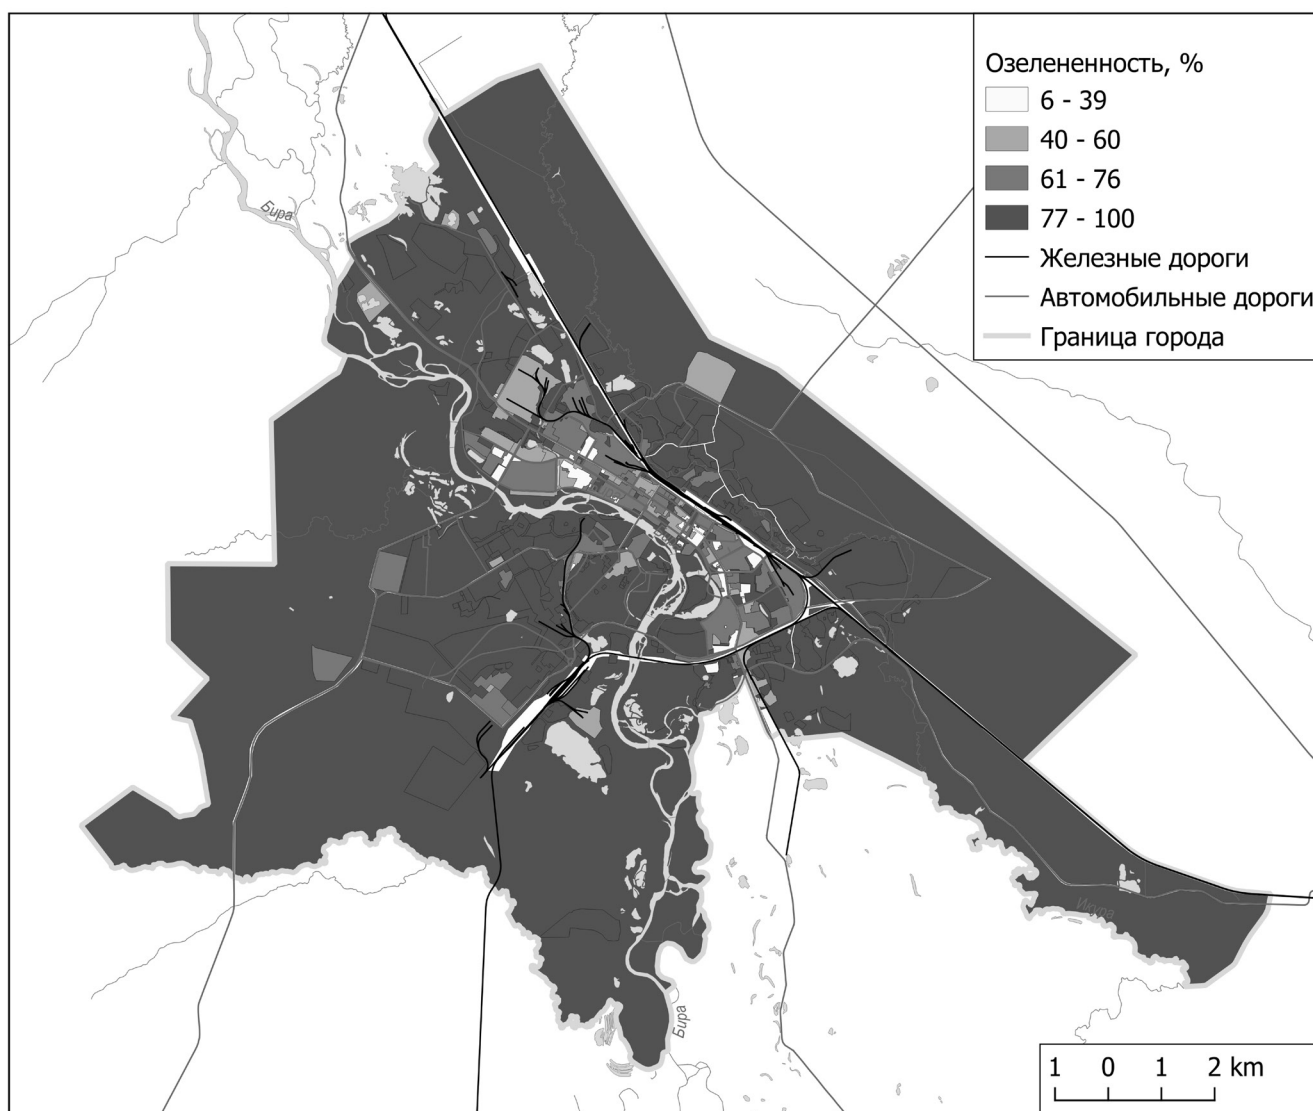 Озелененность, %
6 - 39
40 - 60
61 - 76
77 - 100
Железные дороги
Автомобильные дороги
Граница города
Бира
Икура
Бира
1 0 1 2 km